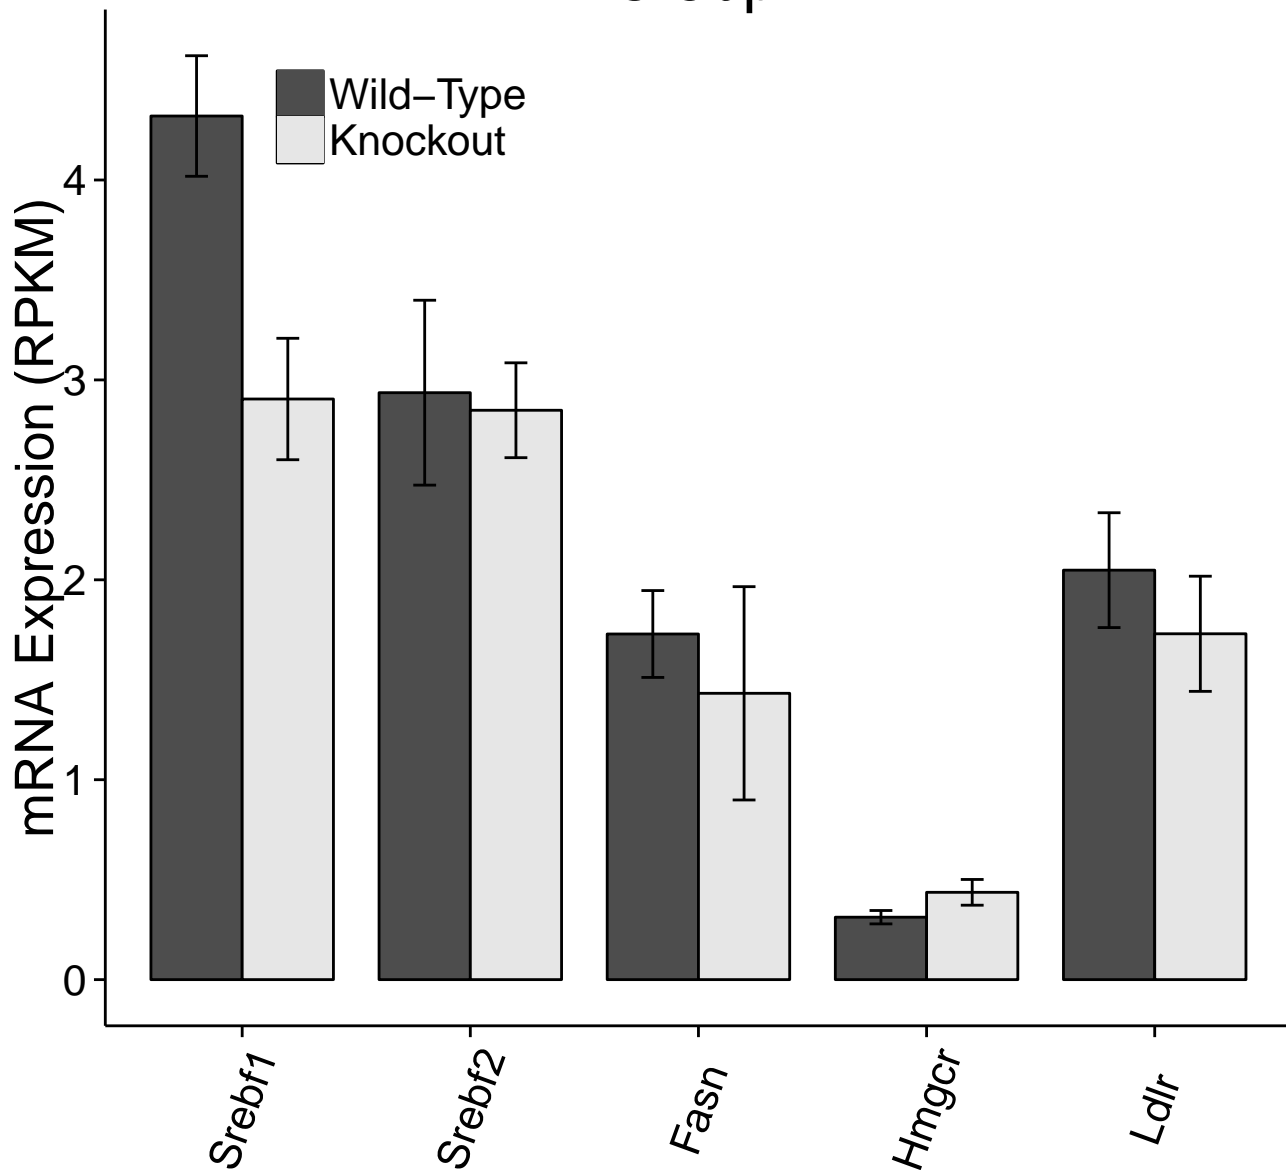 Wild–Type
Knockout
mRNA Expression (RPKM)
4
3
2
1
0
Srebf1
Srebf2
Fasn
Hmgcr
Ldlr